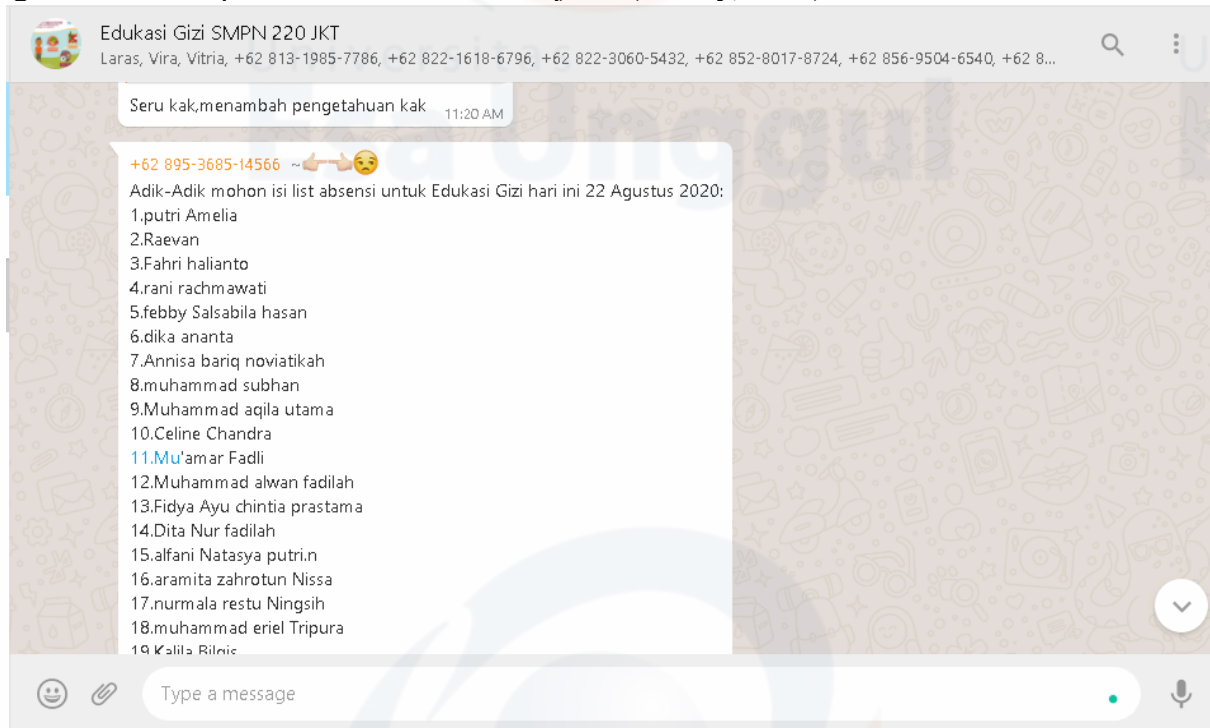 Edukasi Gizi SMPN 220 JKT
Laras, Vira, Vitria, +62 813-1985-7786, +62 822-1618-6796, +62 822-3060-5432, +62 852-8017-8724, +62 856-9504-6540, +62 8...
Universitas
Esa Unggul
Seru kak,menambah pengetahuan kak 11:20 AM
+62 895-3685-14566 ~👉🏻👈🏻😒
Adik-Adik mohon isi list absensi untuk Edukasi Gizi hari ini 22 Agustus 2020:
1.putri Amelia
2.Raevan
3.Fahri halianto
4.rani rachmawati
5.febby Salsabila hasan
6.dika ananta
7.Annisa bariq noviatikah
8.muhammad subhan
9.Muhammad aqila utama
10.Celine Chandra
11.Mu'amar Fadli
12.Muhammad alwan fadilah
13.Fidya Ayu chintia prastama
14.Dita Nur fadilah
15.alfani Natasya putri.n
16.aramita zahrotun Nissa
17.nurmala restu Ningsih
18.muhammad eriel Tripura
19.Kalila Bilqis
Type a message